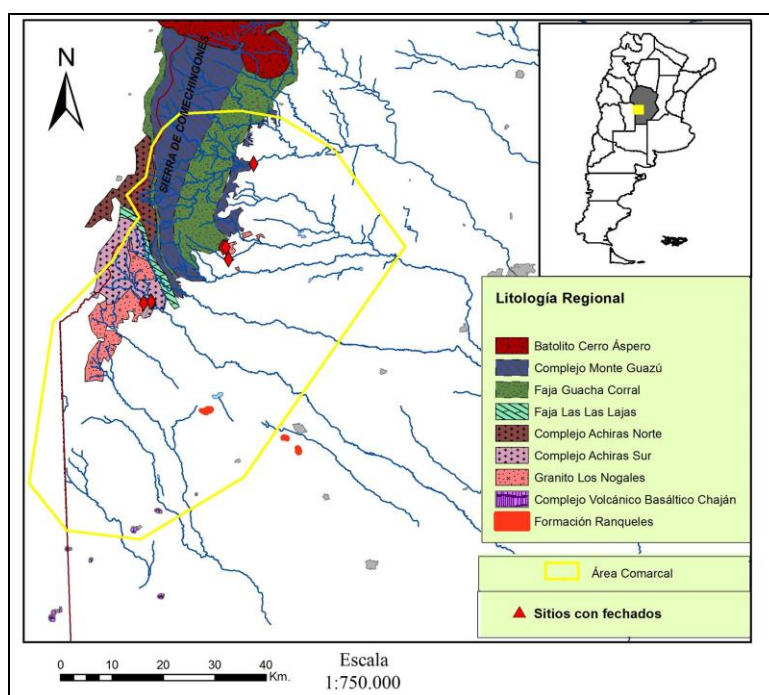 N
SIERRA DE COMECHINGONES
Litología Regional
Batolito Cerro Áspero
Complejo Monte Guazú
Faja Guacha Corral
Faja Las Las Lajas
Complejo Achiras Norte
Complejo Achiras Sur
Granito Los Nogales
Complejo Volcánico Basáltico Chaján
Formación Ranqueles
Área Comarcal
Sitios con fechados
0 10 20 40
Km.
Escala
1:750.000